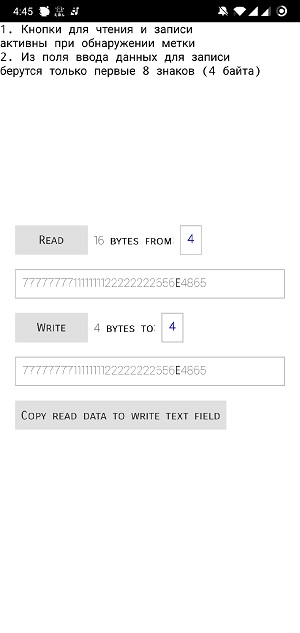 4:45
1. Кнопки для чтения и записи
активны при обнаружении метки
2. Из поля ввода данных для записи
берутся только первые 8 знаков (4 байта)
Read 16 bytes from: 4
Write 4 bytes to: 4
Copy read data to write text field